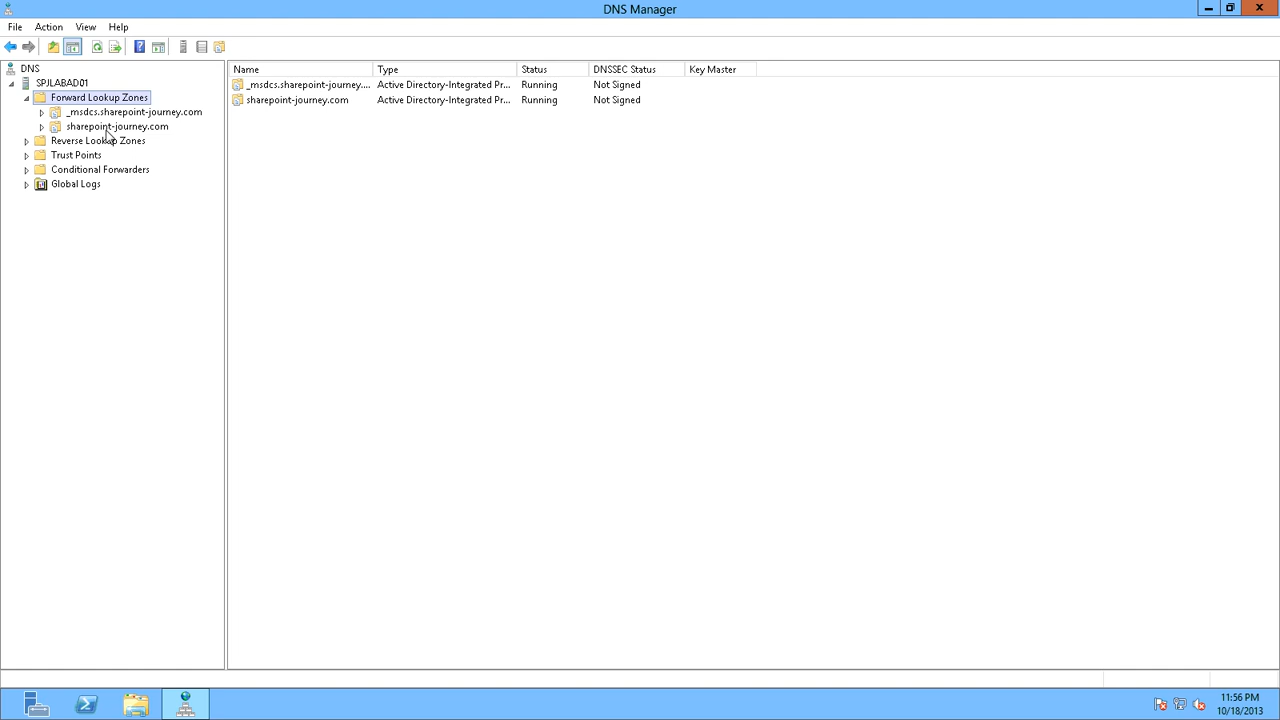 DNS Manager
File Action View Help
DNS
SPJLABAD01
Forward Lookup Zones
_msdcs.sharepoint-journey.com
sharepoint-journey.com
Reverse Lookup Zones
Trust Points
Conditional Forwarders
Global Logs
Name Type Status DNSSEC Status Key Master
_msdcs.sharepoint-journey.... Active Directory-Integrated Pr... Running Not Signed
sharepoint-journey.com Active Directory-Integrated Pr... Running Not Signed
11:56 PM
10/18/2013